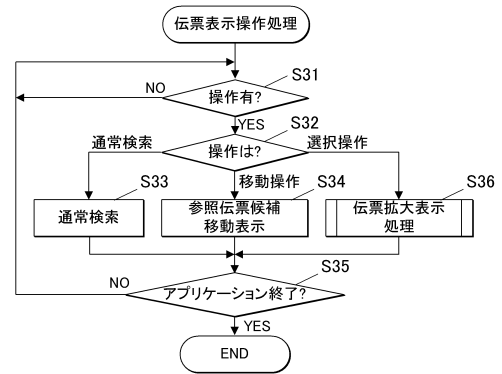 伝票表示操作処理
S31
操作有?
NO
YES
S32
操作は?
通常検索
選択操作
移動操作
S33
通常検索
S34
参照伝票候補
移動表示
S36
伝票拡大表示
処理
S35
アプリケーション終了?
NO
YES
END